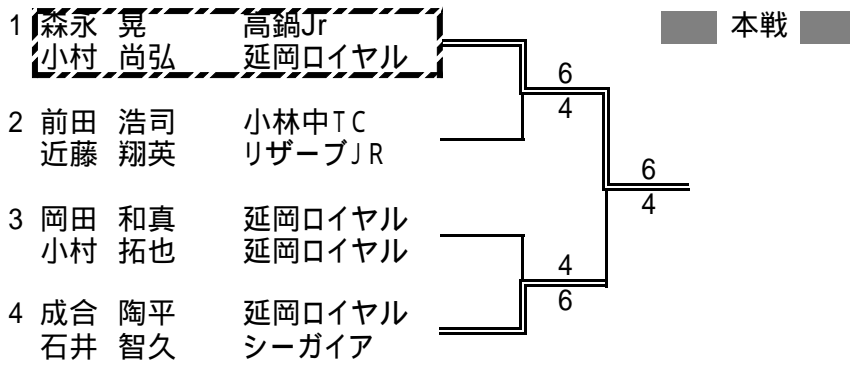 本戦
1 森永 晃 高鍋Jr
小村 尚弘 延岡ロイヤル
6
4
2 前田 浩司 小林中TC
近藤 翔英 リザーブJR
6
4
3 岡田 和真 延岡ロイヤル
小村 拓也 延岡ロイヤル
4
6
4 成合 陶平 延岡ロイヤル
石井 智久 シーガイア